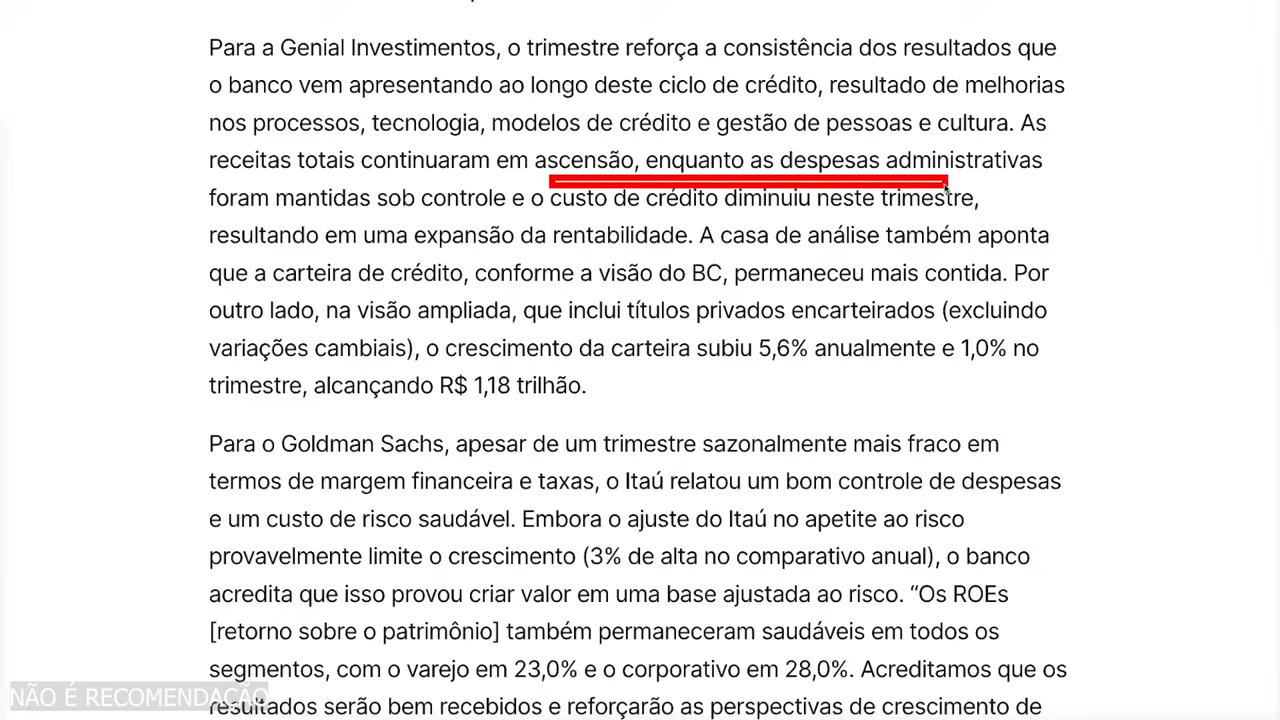 Para a Genial Investimentos, o trimestre reforça a consistência dos resultados que
o banco vem apresentando ao longo deste ciclo de crédito, resultado de melhorias
nos processos, tecnologia, modelos de crédito e gestão de pessoas e cultura. As
receitas totais continuaram em ascensão, enquanto as despesas administrativas
foram mantidas sob controle e o custo de crédito diminuiu neste trimestre,
resultando em uma expansão da rentabilidade. A casa de análise também aponta
que a carteira de crédito, conforme a visão do BC, permaneceu mais contida. Por
outro lado, na visão ampliada, que inclui títulos privados encarteirados (excluindo
variações cambiais), o crescimento da carteira subiu 5,6% anualmente e 1,0% no
trimestre, alcançando R$ 1,18 trilhão.
Para o Goldman Sachs, apesar de um trimestre sazonalmente mais fraco em
termos de margem financeira e taxas, o Itaú relatou um bom controle de despesas
e um custo de risco saudável. Embora o ajuste do Itaú no apetite ao risco
provavelmente limite o crescimento (3% de alta no comparativo anual), o banco
acredita que isso provou criar valor em uma base ajustada ao risco. “Os ROEs
[retorno sobre o patrimônio] também permaneceram saudáveis em todos os
segmentos, com o varejo em 23,0% e o corporativo em 28,0%. Acreditamos que os
resultados serão bem recebidos e reforçarão as perspectivas de crescimento de
NÃO É RECOMENDAÇÃO